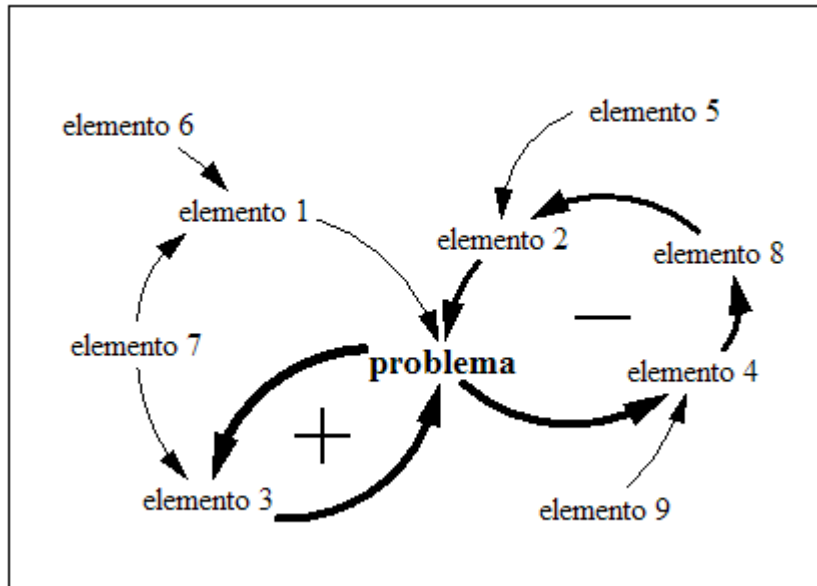 elemento 5
elemento 6
elemento 1
elemento 2
elemento 8
elemento 7
problema
elemento 4
elemento 3
elemento 9